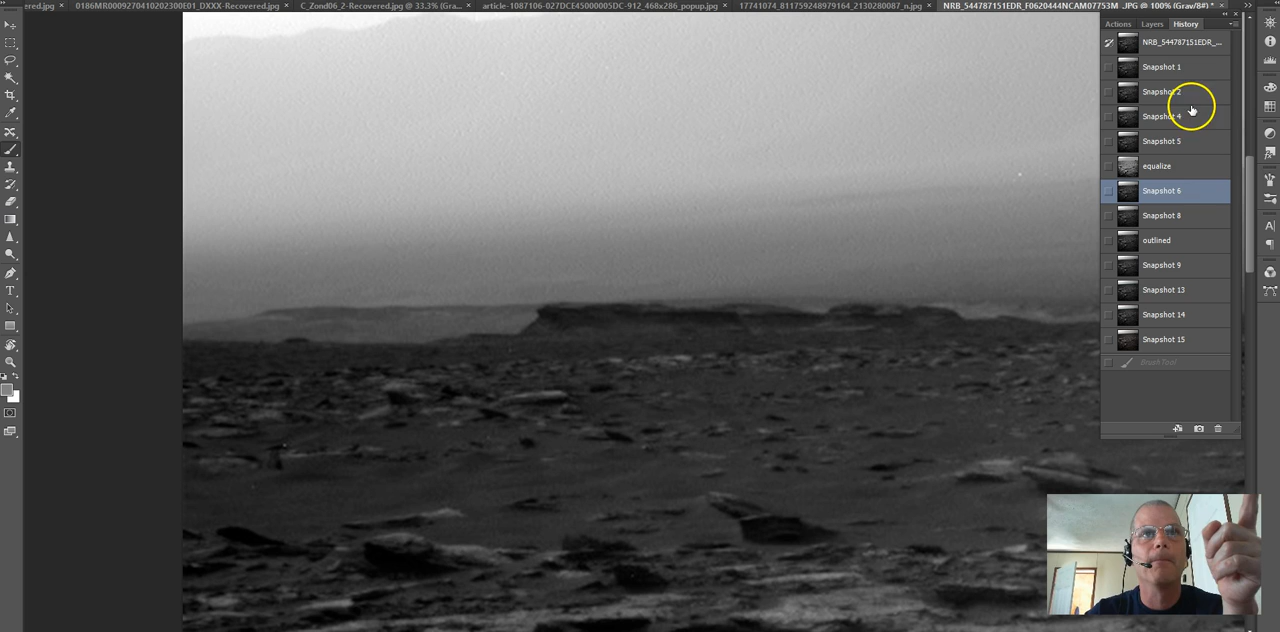 ered.jpg
0186MR0009270410202300E01_DXXX-Recovered.jpg
C_Zond06_2-Recovered.jpg @ 33.3% (Gra...
article-1087106-027DCE45000005DC-912_468x286_popup.jpg
17741074_811759248979164_2130280087_n.jpg
NRB_544787151EDR_F0620444NCAM07753M_.JPG @ 100% (Gray/8#) *
Actions
Layers
History
NRB_544787151EDR_...
Snapshot 1
Snapshot 2
Snapshot 4
Snapshot 5
equalize
Snapshot 6
Snapshot 8
outlined
Snapshot 9
Snapshot 13
Snapshot 14
Snapshot 15
Brush Tool